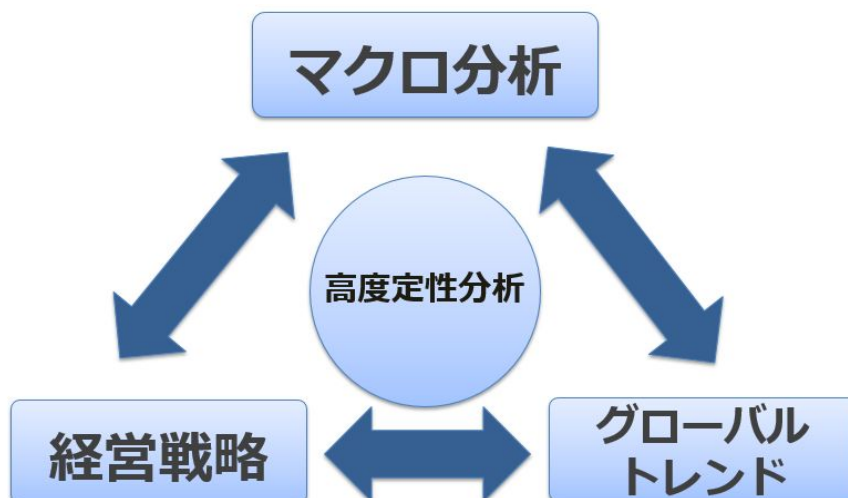 マクロ分析
高度定性分析
経営戦略
グローバル
トレンド